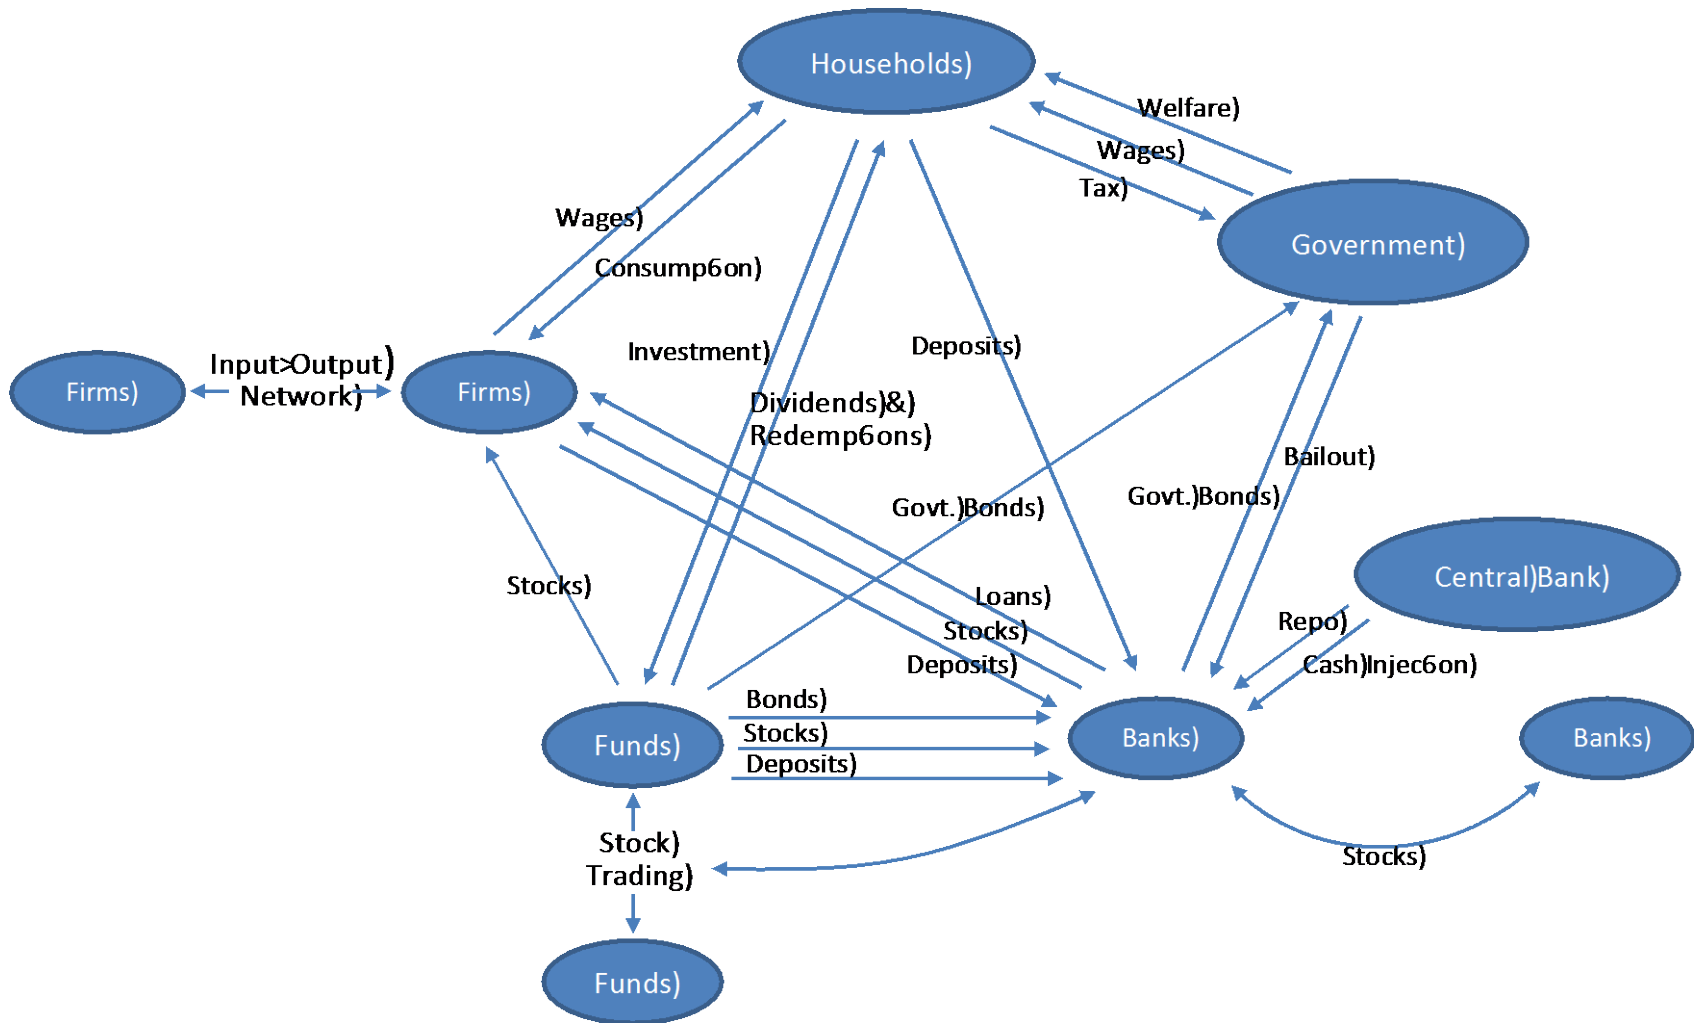 Households)
Welfare)
Wages)
Tax)
Wages)
Government)
Consump6on)
Investment)
Deposits)
Input>Output)
Network)
Firms)
Firms)
Dividends)&)
Redemp6ons)
Bailout)
Govt.)Bonds)
Govt.)Bonds)
Central)Bank)
Stocks)
Loans)
Repo)
Stocks)
Deposits)
Cash)Injec6on)
Bonds)
Stocks)
Deposits)
Funds)
Banks)
Banks)
Stock)
Trading)
Stocks)
Funds)